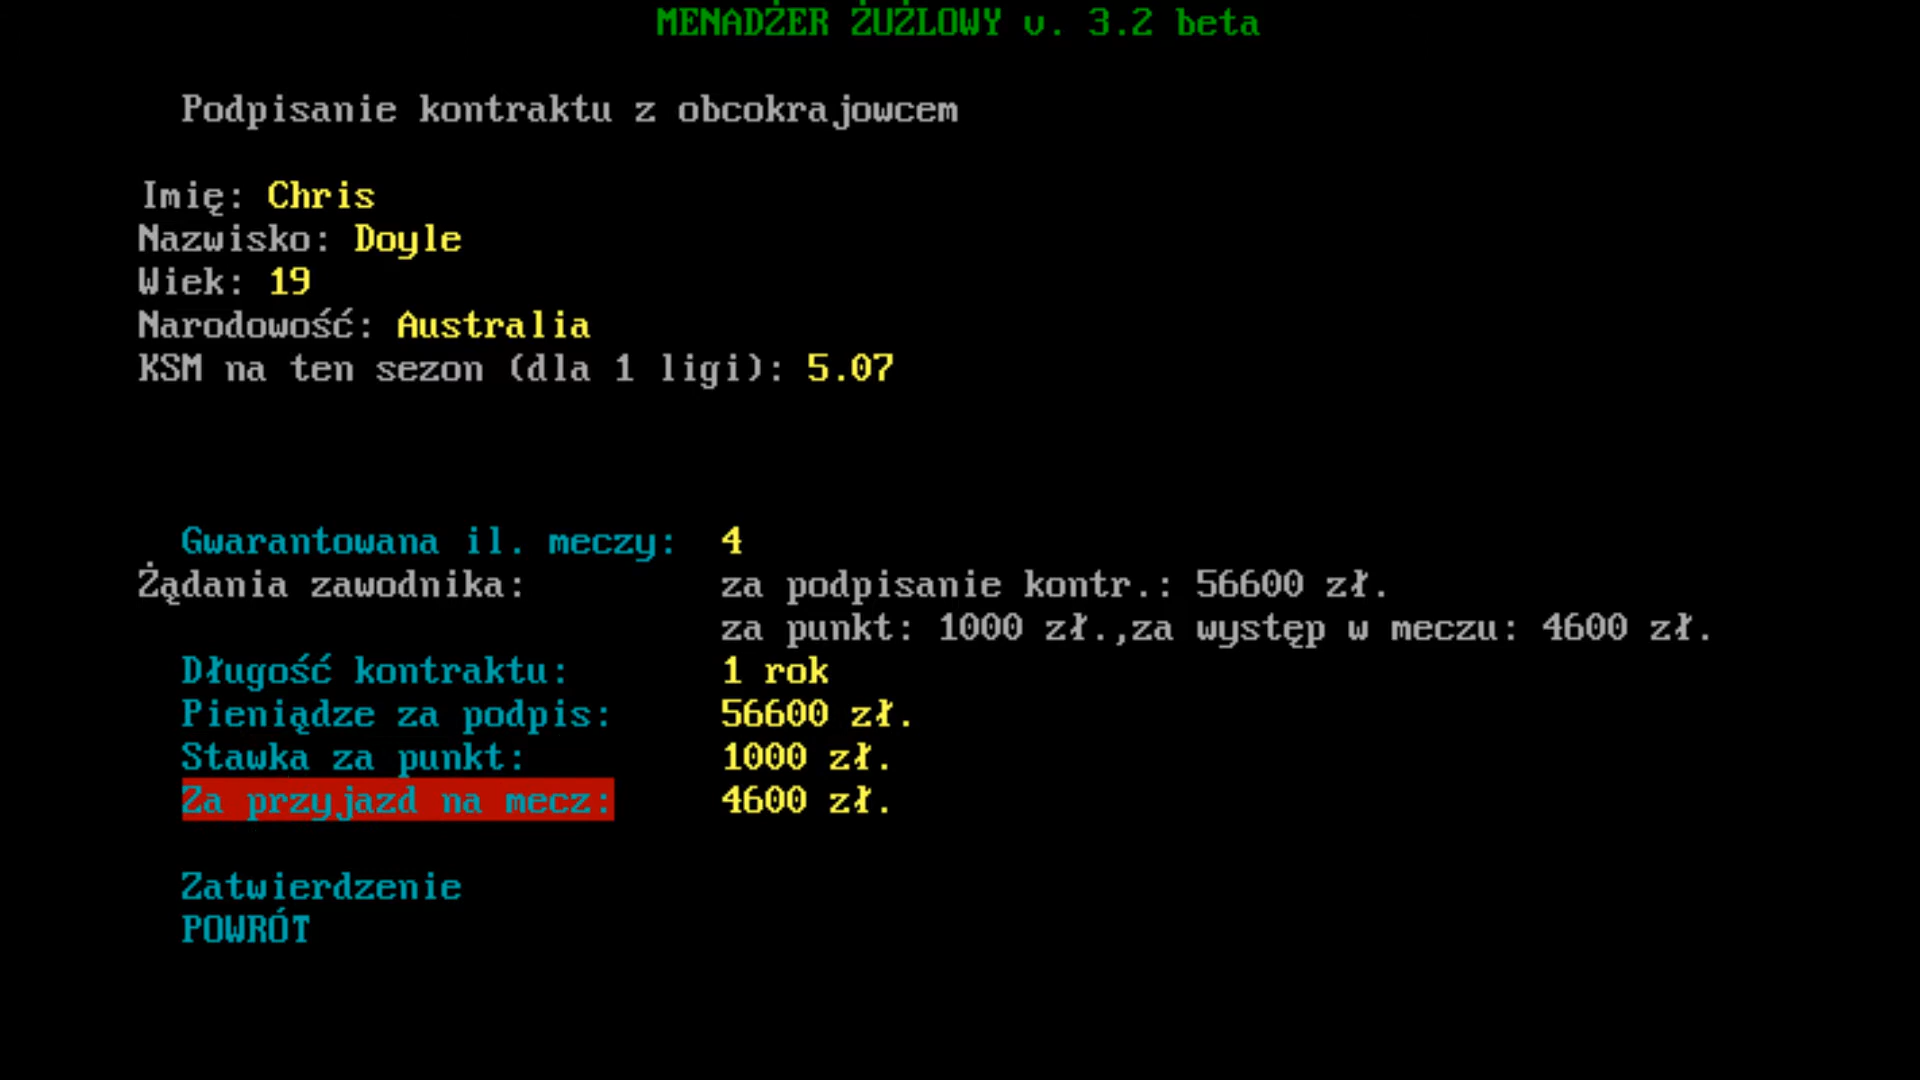 MENADŻER ŻUŻLOWY v. 3.2 beta
Podpisanie kontraktu z obcokrajowcem
Imię: Chris
Nazwisko: Doyle
Wiek: 19
Narodowość: Australia
KSM na ten sezon (dla 1 ligi): 5.07
Gwarantowana il. meczy: 4
Żądania zawodnika: za podpisanie kontr.: 56600 zł.
za punkt: 1000 zł.,za występ w meczu: 4600 zł.
Długość kontraktu: 1 rok
Pieniądze za podpis: 56600 zł.
Stawka za punkt: 1000 zł.
Za przyjazd na mecz: 4600 zł.
Zatwierdzenie
POWRÓT